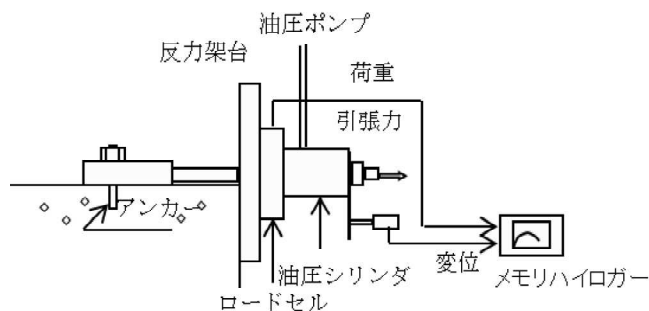 油圧ポンプ
反力架台
荷重
引張力
アンカー
油圧シリンダ
変位
メモリハイロガー
ロードセル